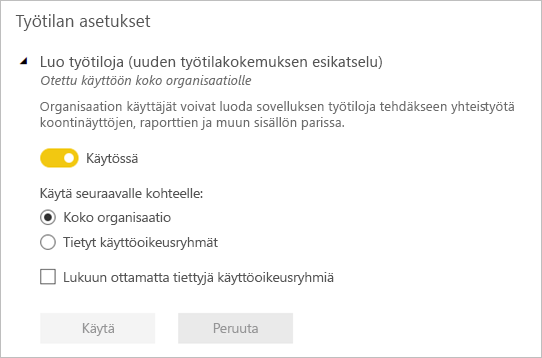 Työtilan asetukset
Luo työtiloja (uuden työtilakokemuksen esikatselu)
Otettu käyttöön koko organisaatiolle
Organisaation käyttäjät voivat luoda sovelluksen työtiloja tehdäkseen yhteistyötä
koontinäyttöjen, raporttien ja muun sisällön parissa.
Käytössä
Käytä seuraavalle kohteelle:
Koko organisaatio
Tietyt käyttöoikeusryhmät
Lukuun ottamatta tiettyjä käyttöoikeusryhmiä
Käytä Peruuta